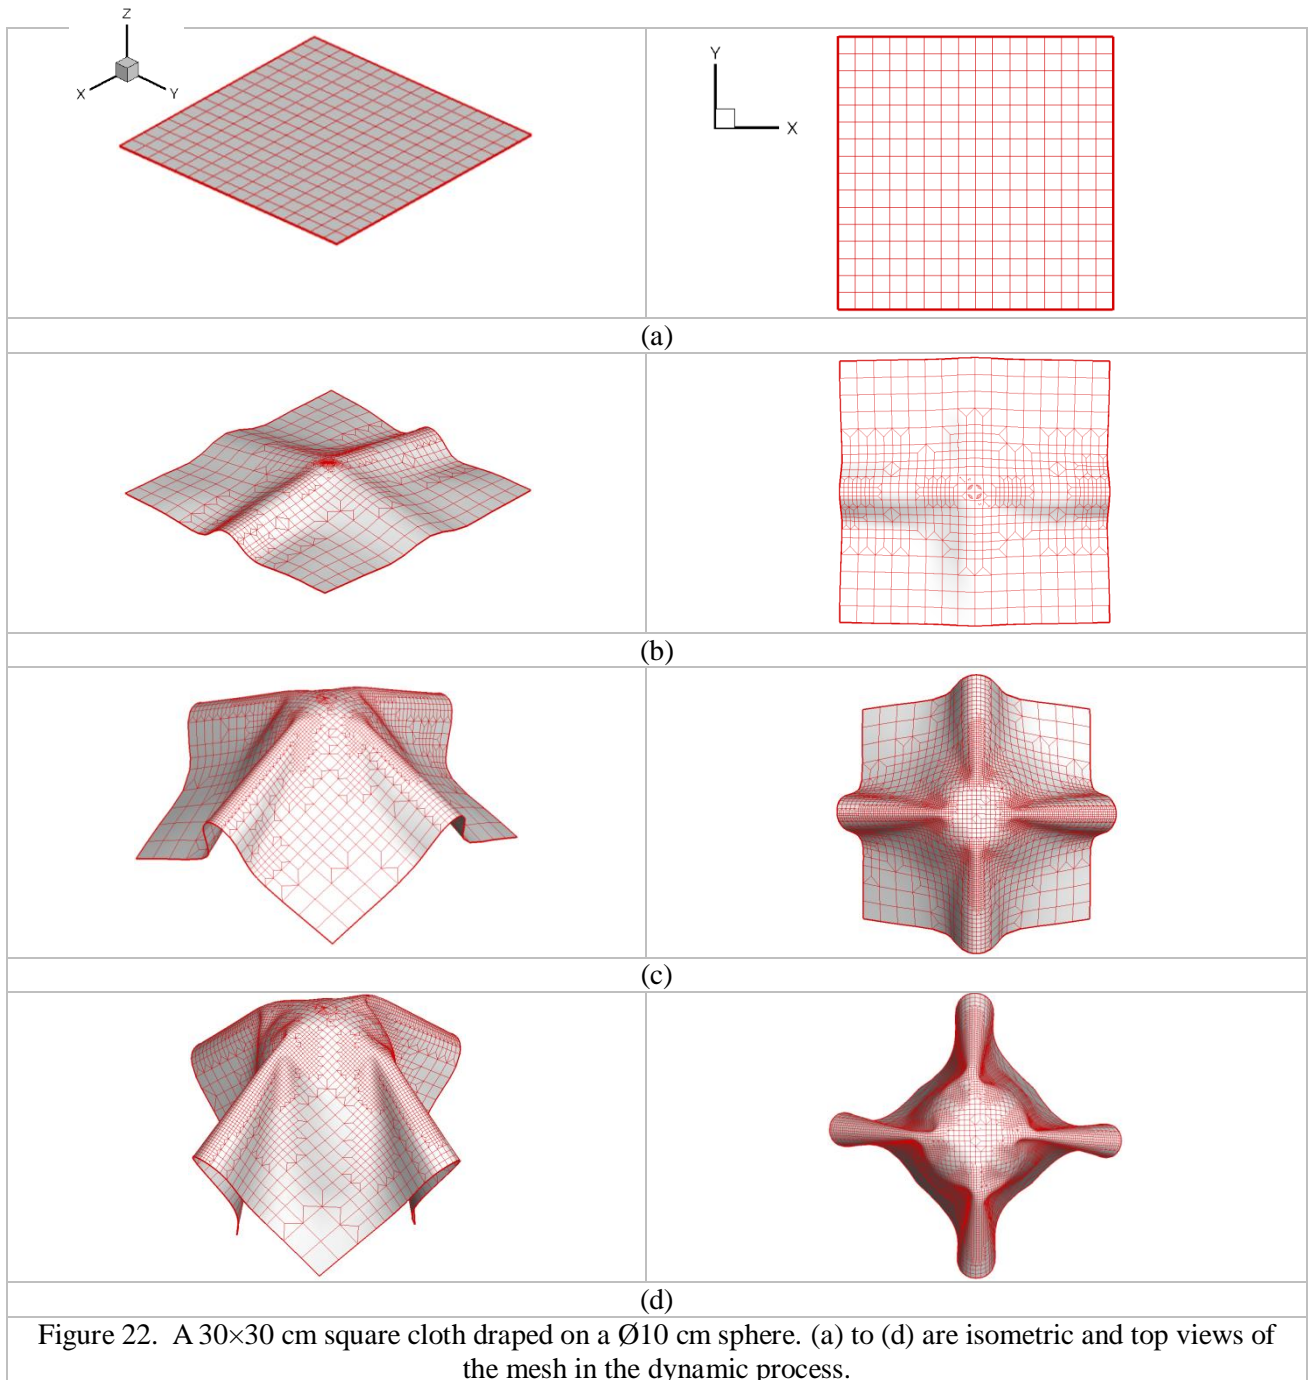 Z
X
Y
Y
X
(a)
(b)
(c)
(d)
Figure 22.  A 30×30 cm square cloth draped on a Ø10 cm sphere. (a) to (d) are isometric and top views of
the mesh in the dynamic process.